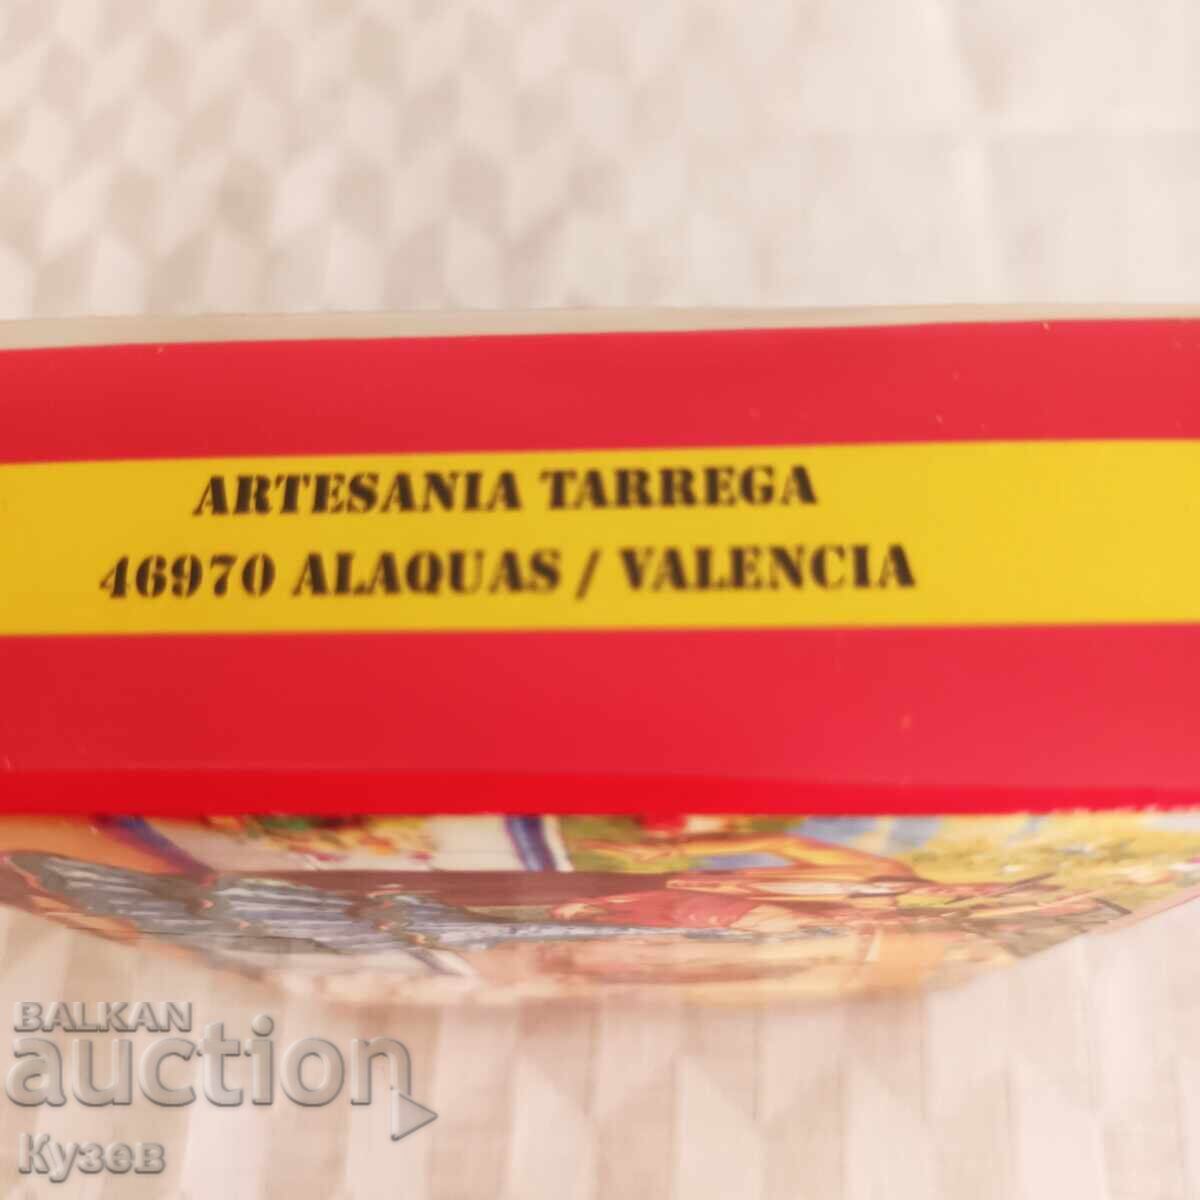 ARTESANIA TARREGA
46970 ALAQUAS / VALENCIA
BALKAN
auction
Кузев